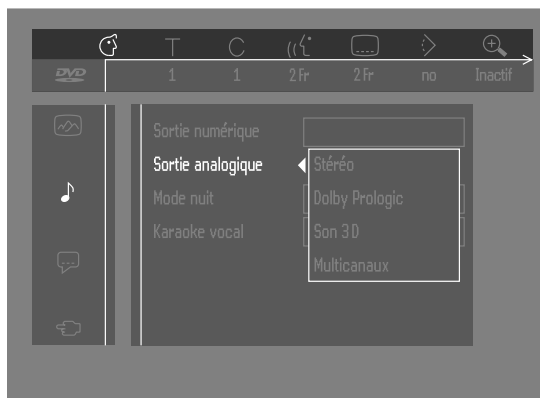 T C
DVD 1 1 2 Fr 2 Fr no Inactif
Sortie numérique
Sortie analogique
Stéréo
Mode nuit
Dolby Prologic
Karaoke vocal
Son 3D
Multicanaux